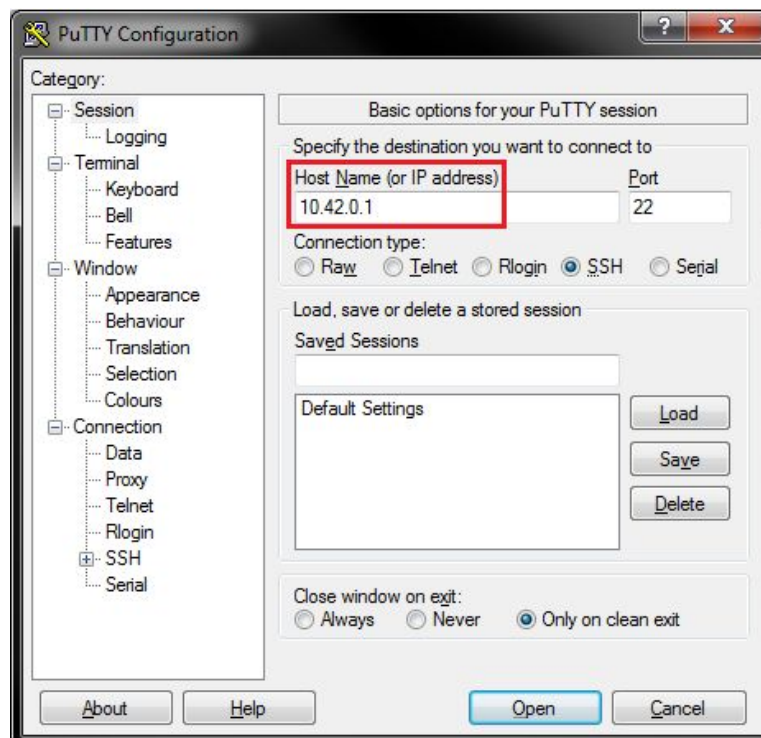 PuTTY Configuration
Category:
Session
Logging
Terminal
Keyboard
Bell
Features
Window
Appearance
Behaviour
Translation
Selection
Colours
Connection
Data
Proxy
Telnet
Rlogin
SSH
Serial
Basic options for your PuTTY session
Specify the destination you want to connect to
Host Name (or IP address) Port
10.42.0.1 22
Connection type:
Raw Telnet Rlogin SSH Serial
Load, save or delete a stored session
Saved Sessions
Default Settings
Load
Save
Delete
Close window on exit:
Always Never Only on clean exit
About Help Open Cancel